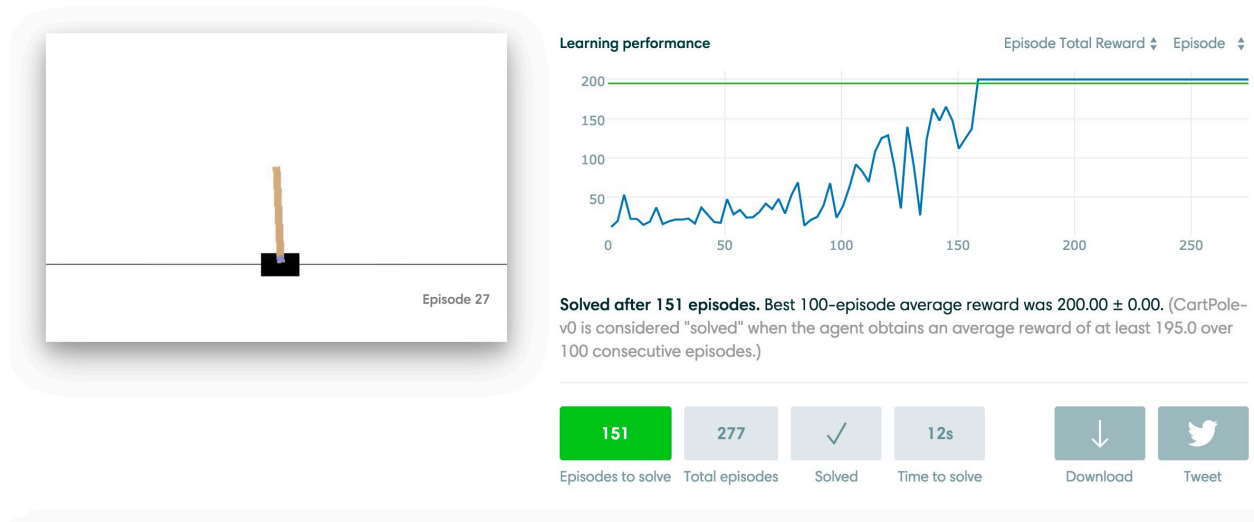 Episode 27
Learning performance
Episode Total Reward Episode
200
150
100
50
0 50 100 150 200 250
Solved after 151 episodes. Best 100-episode average reward was 200.00 ± 0.00. (CartPole-
v0 is considered "solved" when the agent obtains an average reward of at least 195.0 over
100 consecutive episodes.)
151 277 12s
Episodes to solve Total episodes Solved Time to solve Download Tweet